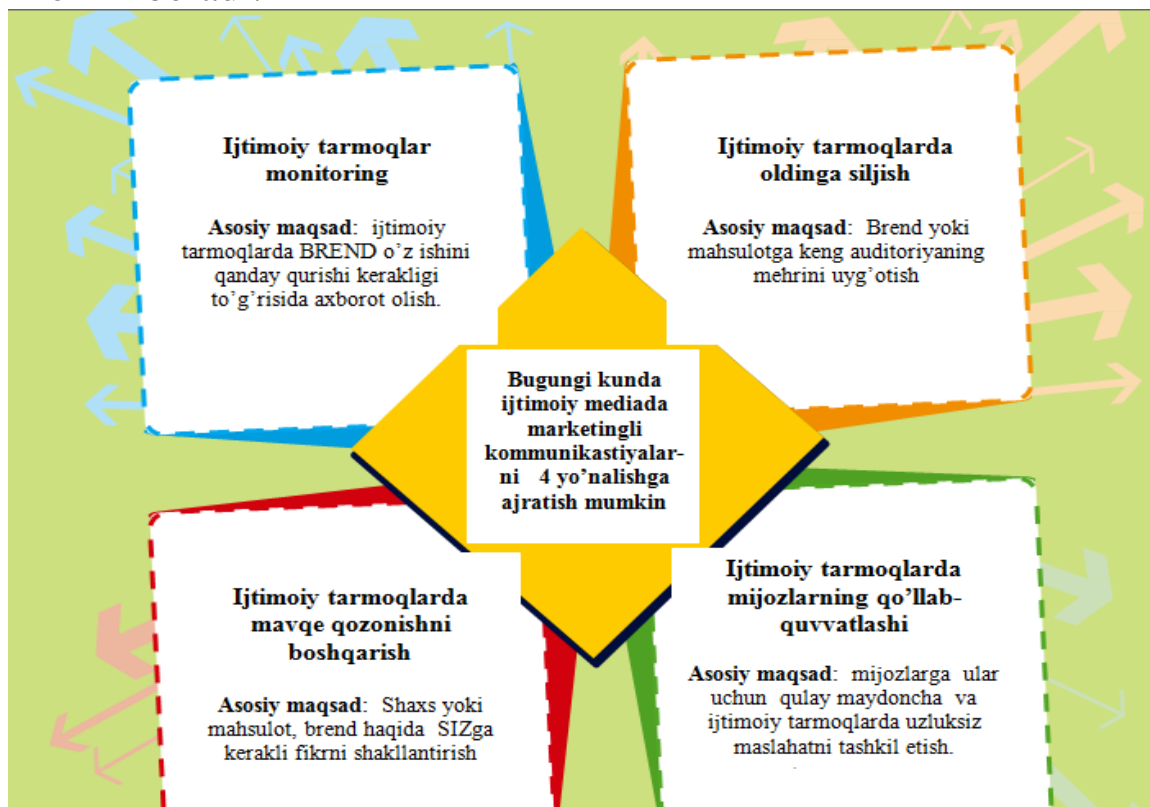 Ijtimoiy tarmoqlar
monitoring
Asosiy maqsad: ijtimoiy
tarmoqlarda BREND o’z ishini
qanday qurishi kerakligi
to’g’risida axborot olish.
Ijtimoiy tarmoqlarda
oldinga siljish
Asosiy maqsad: Brend yoki
mahsulotga keng auditoriyaning
mehrini uyg’otish
Bugungi kunda
ijtimoiy mediada
marketingli
kommunikastiyalar-
ni 4 yo’nalishga
ajratish mumkin
Ijtimoiy tarmoqlarda
mavqe qozonishni
boshqarish
Asosiy maqsad: Shaxs yoki
mahsulot, brend haqida SIZga
kerakli fikrni shakllantirish
Ijtimoiy tarmoqlarda
mijozlarning qo’llab-
quvvatlashi
Asosiy maqsad: mijozlarga ular
uchun qulay maydoncha va
ijtimoiy tarmoqlarda uzluksiz
maslahatni tashkil etish.